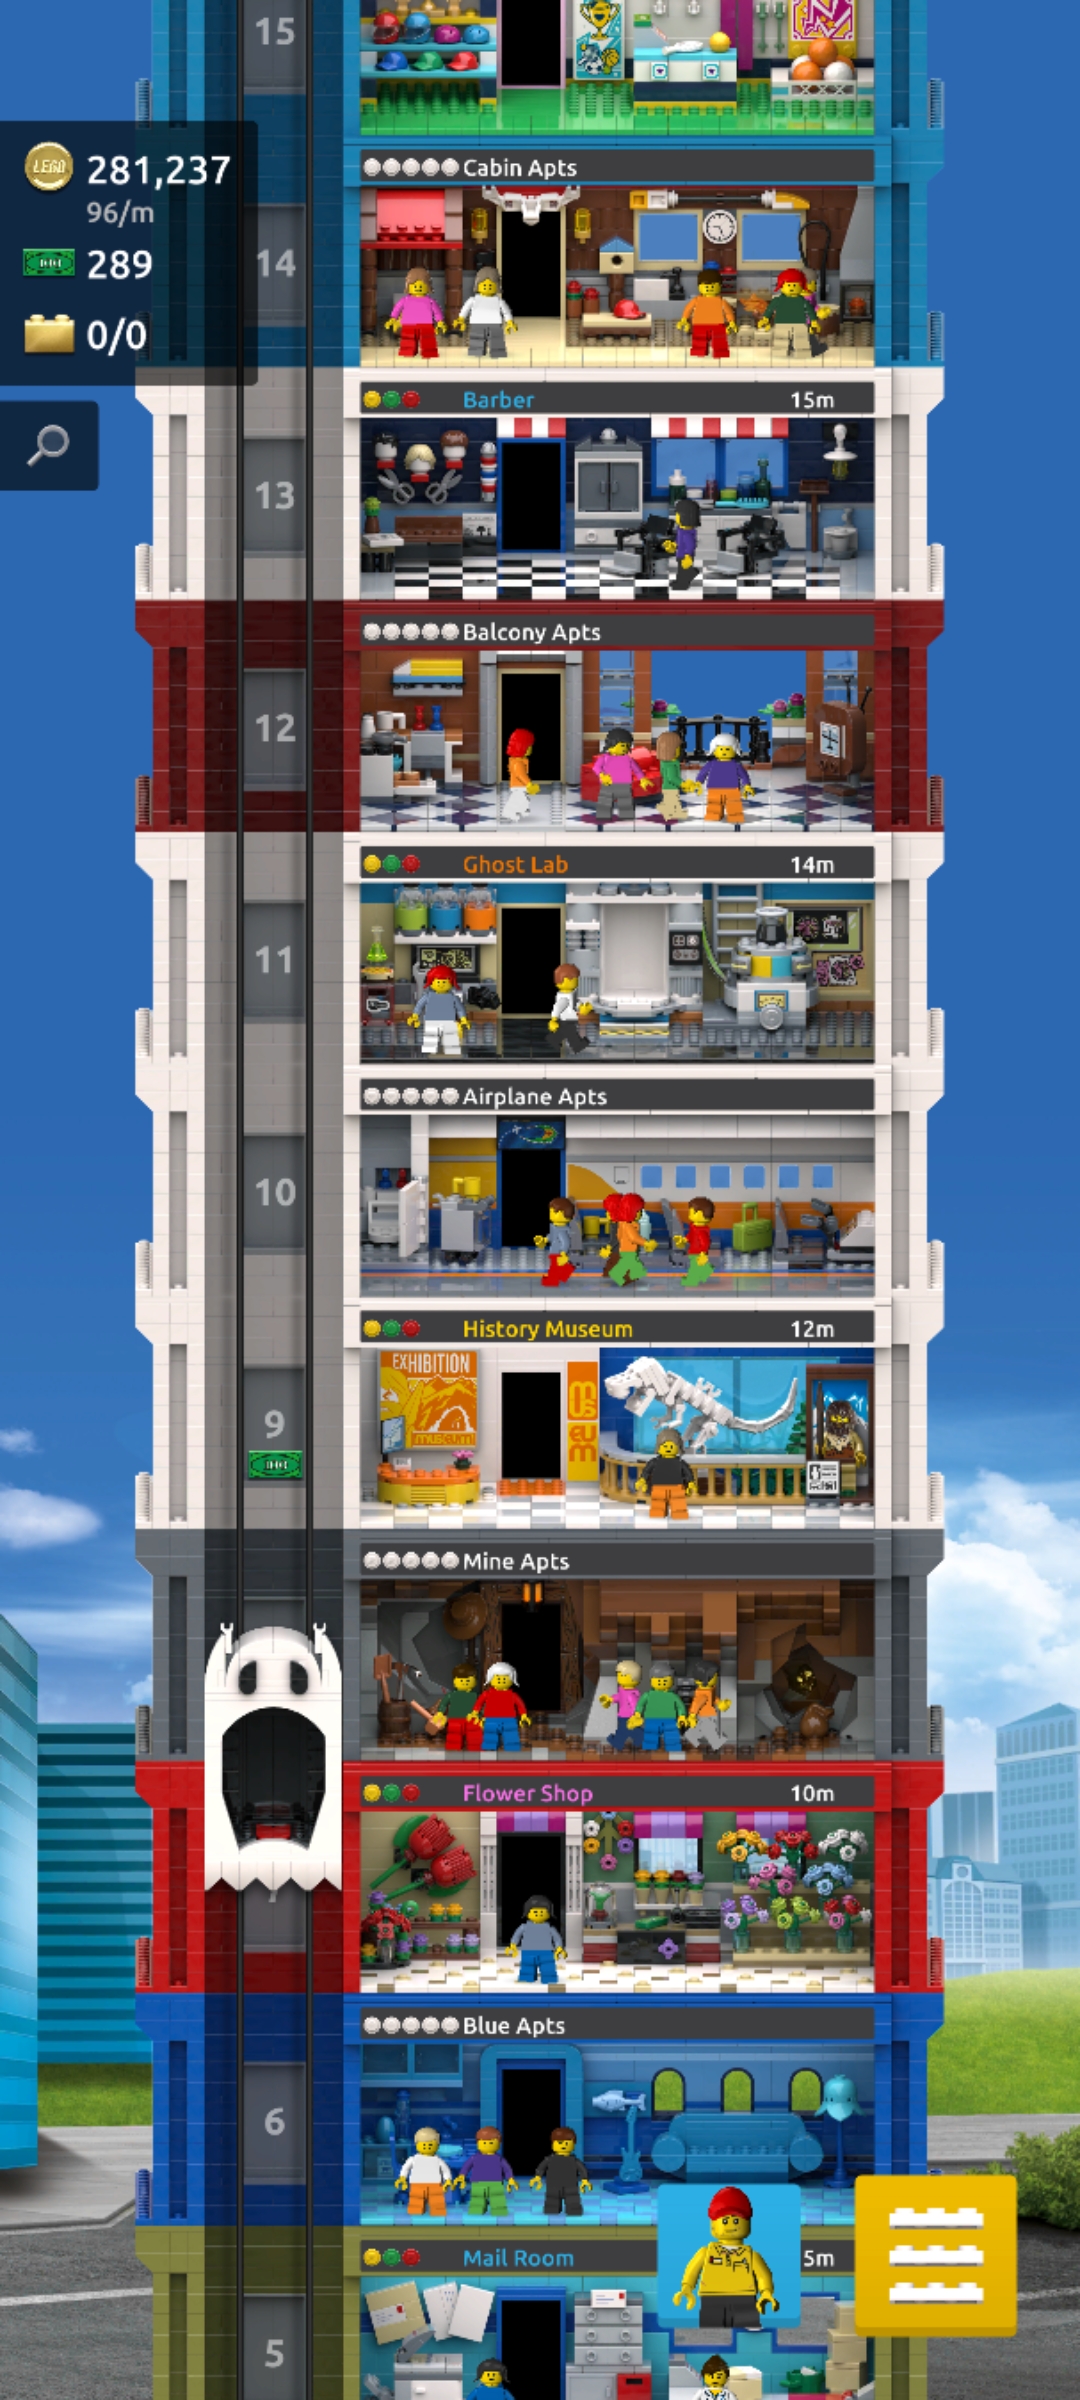 15
LEGO 281,237
96/m
289
0/0
Cabin Apts
14
Barber 15m
13
Balcony Apts
12
Ghost Lab 14m
11
Airplane Apts
10
History Museum 12m
EXHIBITION
museum
MUSEUM
9
Mine Apts
Flower Shop 10m
Blue Apts
6
Mail Room 5m
5